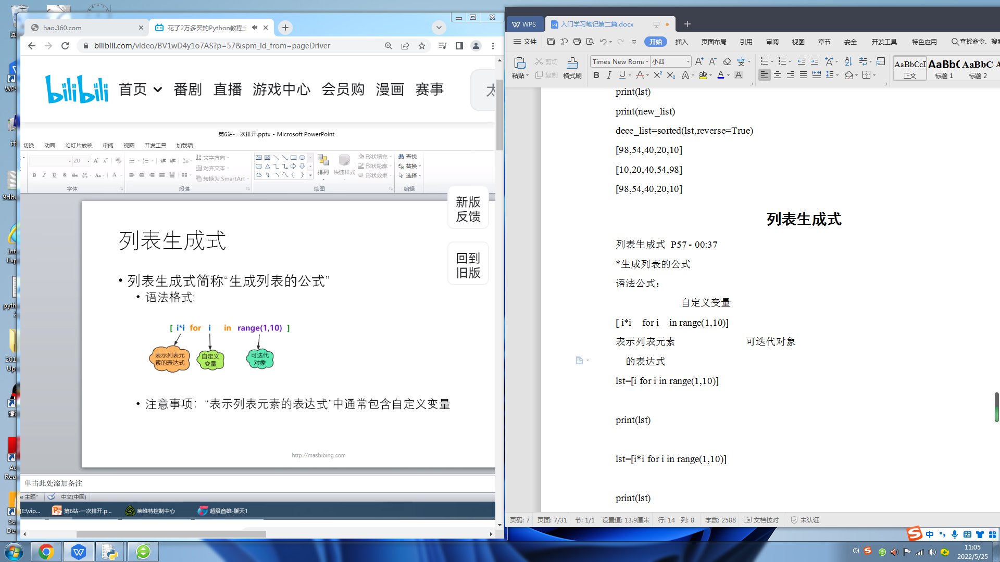 hao.360.com
花了2万多买的Python教程全
bilibili.com/video/BV1wD4y1o7AS?p=57&spm_id_from=pageDriver
bilibili 首页 番剧 直播 游戏中心 会员购 漫画 赛事
第6站-一次排开.pptx - Microsoft PowerPoint
切换 动画 幻灯片放映 审阅 视图 开发工具 加载项
20
文字方向
对齐文本
转换为 SmartArt
排列 快速样式
形状填充
形状轮廓
形状效果
查找
替换
选择
字体 段落 绘图 编辑
新版
反馈
回到
旧版
列表生成式
• 列表生成式简称“生成列表的公式”
• 语法格式:
[ i*i for i in range(1,10) ]
表示列表元
素的表达式
自定义
变量
可迭代
对象
• 注意事项：“表示列表元素的表达式”中通常包含自定义变量
http://mashibing.com
单击此处添加备注
主题" 中文(中国)
E:\vip... 第6站-一次排开.p... 莱维特控制中心 超级音雄-聊天1
WPS 入门学习笔记第二篇.docx
文件 开始 插入 页面布局 引用 审阅 视图 章节 安全 开发工具 特色应用 查找命令、搜索
粘贴 剪切 复制 格式刷
Times New Roma 小四
AaBbCcD AaBb AaBbC
正文 标题 1 标题 2
print(lst)
print(new_list)
dece_list=sorted(lst,reverse=True)
[98,54,40,20,10]
[10,20,40,54,98]
[98,54,40,20,10]
列表生成式
列表生成式 P57 - 00:37
*生成列表的公式
语法公式：
自定义变量
[ i*i for i in range(1,10)]
表示列表元素 可迭代对象
的表达式
lst=[i for i in range(1,10)]
print(lst)
lst=[i*i for i in range(1,10)]
print(lst)
页码: 7 页面: 7/31 节: 1/1 设置值: 13.9厘米 行: 14 列: 8 字数: 2588 文档校对 未认证
中
CH
11:05
2022/5/25